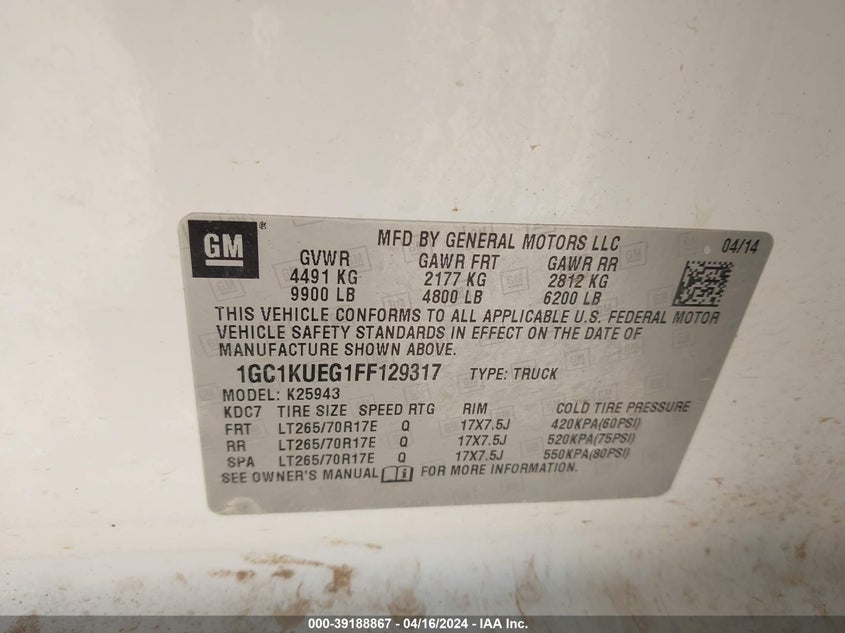 GM ®
MFD BY GENERAL MOTORS LLC 04/14
GVWR GAWR FRT GAWR RR
4491 KG 2177 KG 2812 KG
9900 LB 4800 LB 6200 LB
THIS VEHICLE CONFORMS TO ALL APPLICABLE U.S. FEDERAL MOTOR
VEHICLE SAFETY STANDARDS IN EFFECT ON THE DATE OF
MANUFACTURE SHOWN ABOVE.
1GC1KUEG1FF129317 TYPE: TRUCK
MODEL: K25943
KDC7 TIRE SIZE SPEED RTG RIM COLD TIRE PRESSURE
FRT LT265/70R17E Q 17X7.5J 420KPA(60PSI)
RR LT265/70R17E Q 17X7.5J 520KPA(75PSI)
SPA LT265/70R17E Q 17X7.5J 550KPA(80PSI)
SEE OWNER'S MANUAL FOR MORE INFORMATION.
000-39188867 - 04/16/2024 - IAA Inc.